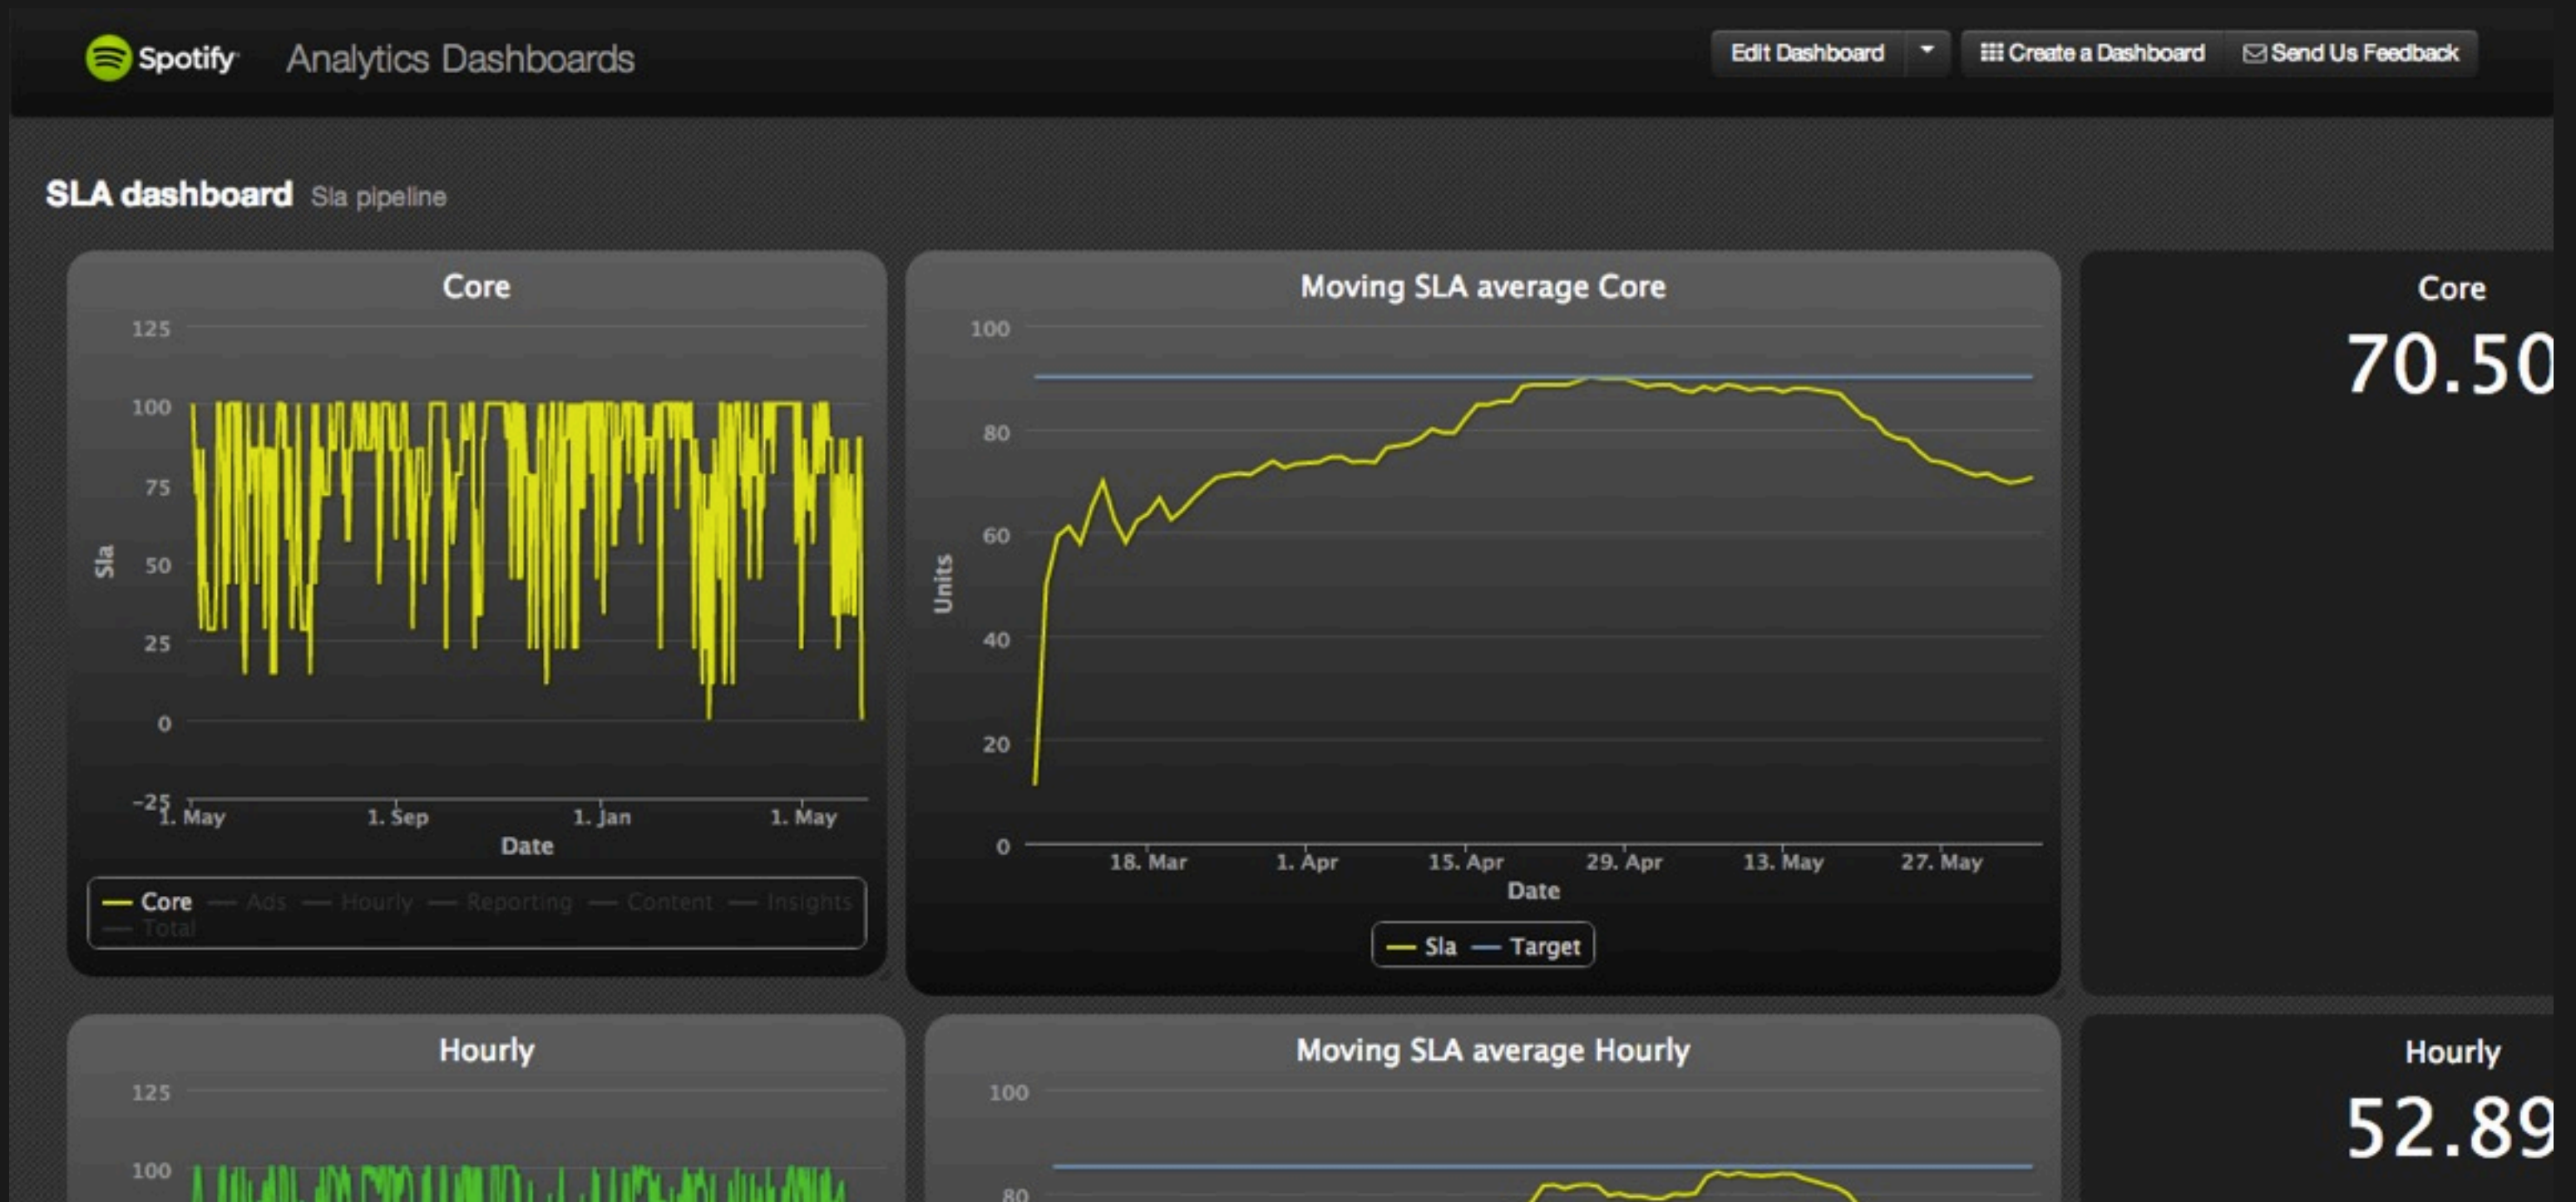 Spotify Analytics Dashboards
Edit Dashboard
Create a Dashboard
Send Us Feedback
SLA dashboard Sla pipeline
Core
125
100
75
50
25
0
-25
Sla
1. May 1. Sep 1. Jan 1. May
Date
Core Ads Hourly Reporting Content Insights
Total
Moving SLA average Core
100
80
60
40
20
0
Units
18. Mar 1. Apr 15. Apr 29. Apr 13. May 27. May
Date
Sla Target
Core
70.50
Hourly
125
100
Moving SLA average Hourly
100
80
Hourly
52.89